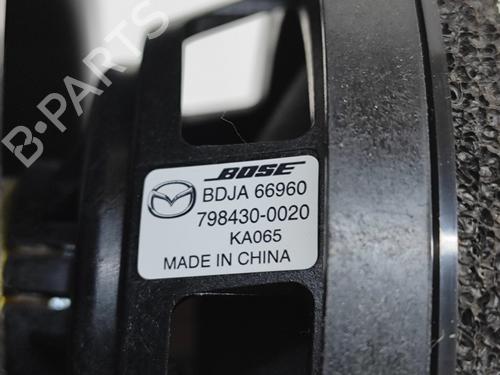 B-PARTS
BOSE
BDJA 66960
798430-0020
KA065
MADE IN CHINA